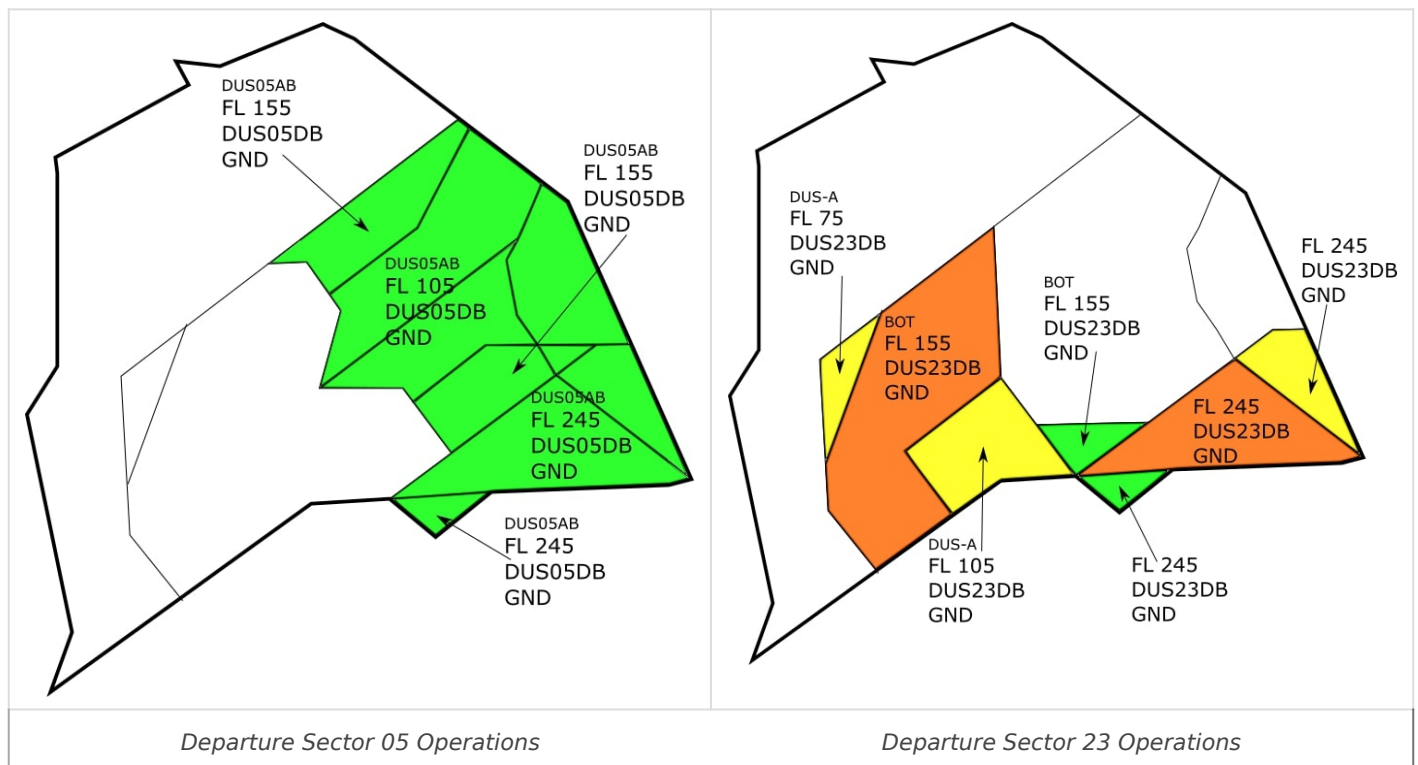 DUS05AB
FL 155
DUS05DB
GND
DUS05AB
FL 155
DUS05DB
GND
DUS05AB
FL 105
DUS05DB
GND
DUS05AB
FL 245
DUS05DB
GND
DUS05AB
FL 245
DUS05DB
GND
DUS-A
FL 75
DUS23DB
GND
FL 245
DUS23DB
GND
BOT
FL 155
DUS23DB
GND
BOT
FL 155
DUS23DB
GND
FL 245
DUS23DB
GND
DUS-A
FL 105
DUS23DB
GND
FL 245
DUS23DB
GND
Departure Sector 05 Operations
Departure Sector 23 Operations